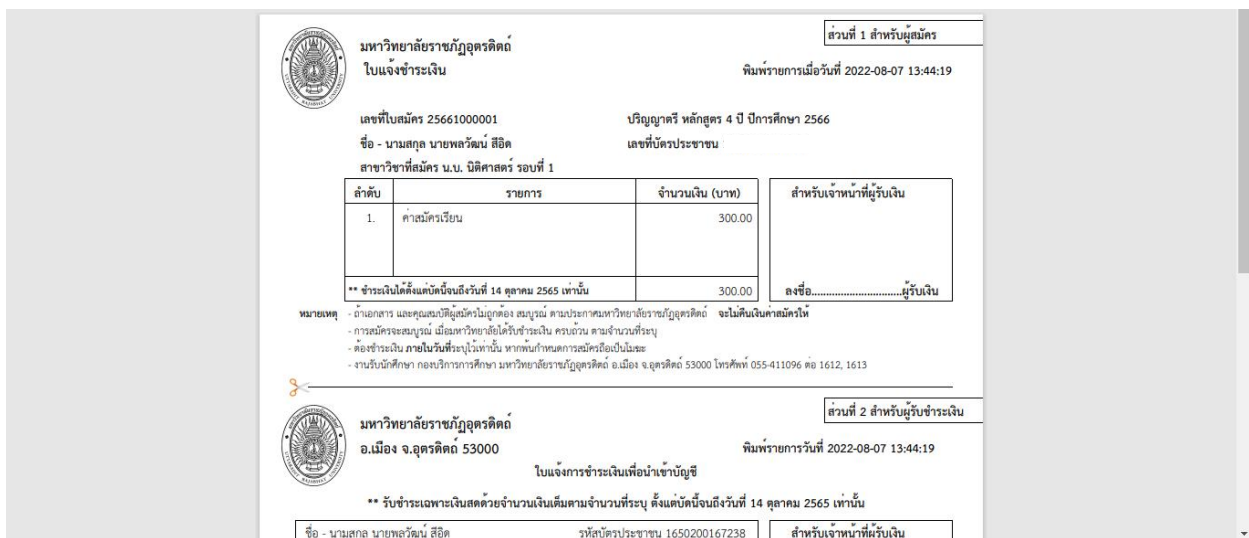 ส่วนที่ 1 สำหรับผู้สมัคร
มหาวิทยาลัยราชภัฏอุตรดิตถ์
ใบแจ้งชำระเงิน
พิมพ์รายการเมื่อวันที่ 2022-08-07 13:44:19
เลขที่ใบสมัคร 25661000001 ปริญญาตรี หลักสูตร 4 ปี ปีการศึกษา 2566
ชื่อ - นามสกุล นายพลวัฒน์ สีอิด เลขที่บัตรประชาชน
สาขาวิชาที่สมัคร น.บ. นิติศาสตร์ รอบที่ 1
ลำดับ รายการ จำนวนเงิน (บาท) สำหรับเจ้าหน้าที่ผู้รับเงิน
1. ค่าสมัครเรียน 300.00
** ชำระเงินได้ตั้งแต่บัดนี้จนถึงวันที่ 14 ตุลาคม 2565 เท่านั้น 300.00 ลงชื่อ...............................ผู้รับเงิน
หมายเหตุ - ถ้าเอกสาร และคุณสมบัติผู้สมัครไม่ถูกต้อง สมบูรณ์ ตามประกาศมหาวิทยาลัยราชภัฏอุตรดิตถ์ จะไม่คืนเงินค่าสมัครให้
- การสมัครจะสมบูรณ์ เมื่อมหาวิทยาลัยได้รับชำระเงิน ครบถ้วน ตามจำนวนที่ระบุ
- ต้องชำระเงิน ภายในวันที่ระบุไว้เท่านั้น หากพ้นกำหนดการสมัครถือเป็นโมฆะ
- งานรับนักศึกษา กองบริการการศึกษา มหาวิทยาลัยราชภัฏอุตรดิตถ์ อ.เมือง จ.อุตรดิตถ์ 53000 โทรศัพท์ 055-411096 ต่อ 1612, 1613
ส่วนที่ 2 สำหรับผู้รับชำระเงิน
มหาวิทยาลัยราชภัฏอุตรดิตถ์
อ.เมือง จ.อุตรดิตถ์ 53000 พิมพ์รายการวันที่ 2022-08-07 13:44:19
ใบแจ้งการชำระเงินเพื่อนำเข้าบัญชี
** รับชำระเฉพาะเงินสดด้วยจำนวนเงินเต็มตามจำนวนที่ระบุ ตั้งแต่บัดนี้จนถึงวันที่ 14 ตุลาคม 2565 เท่านั้น
ชื่อ - นามสกุล นายพลวัฒน์ สีอิด รหัสบัตรประชาชน 1650200167238 สำหรับเจ้าหน้าที่ผู้รับเงิน